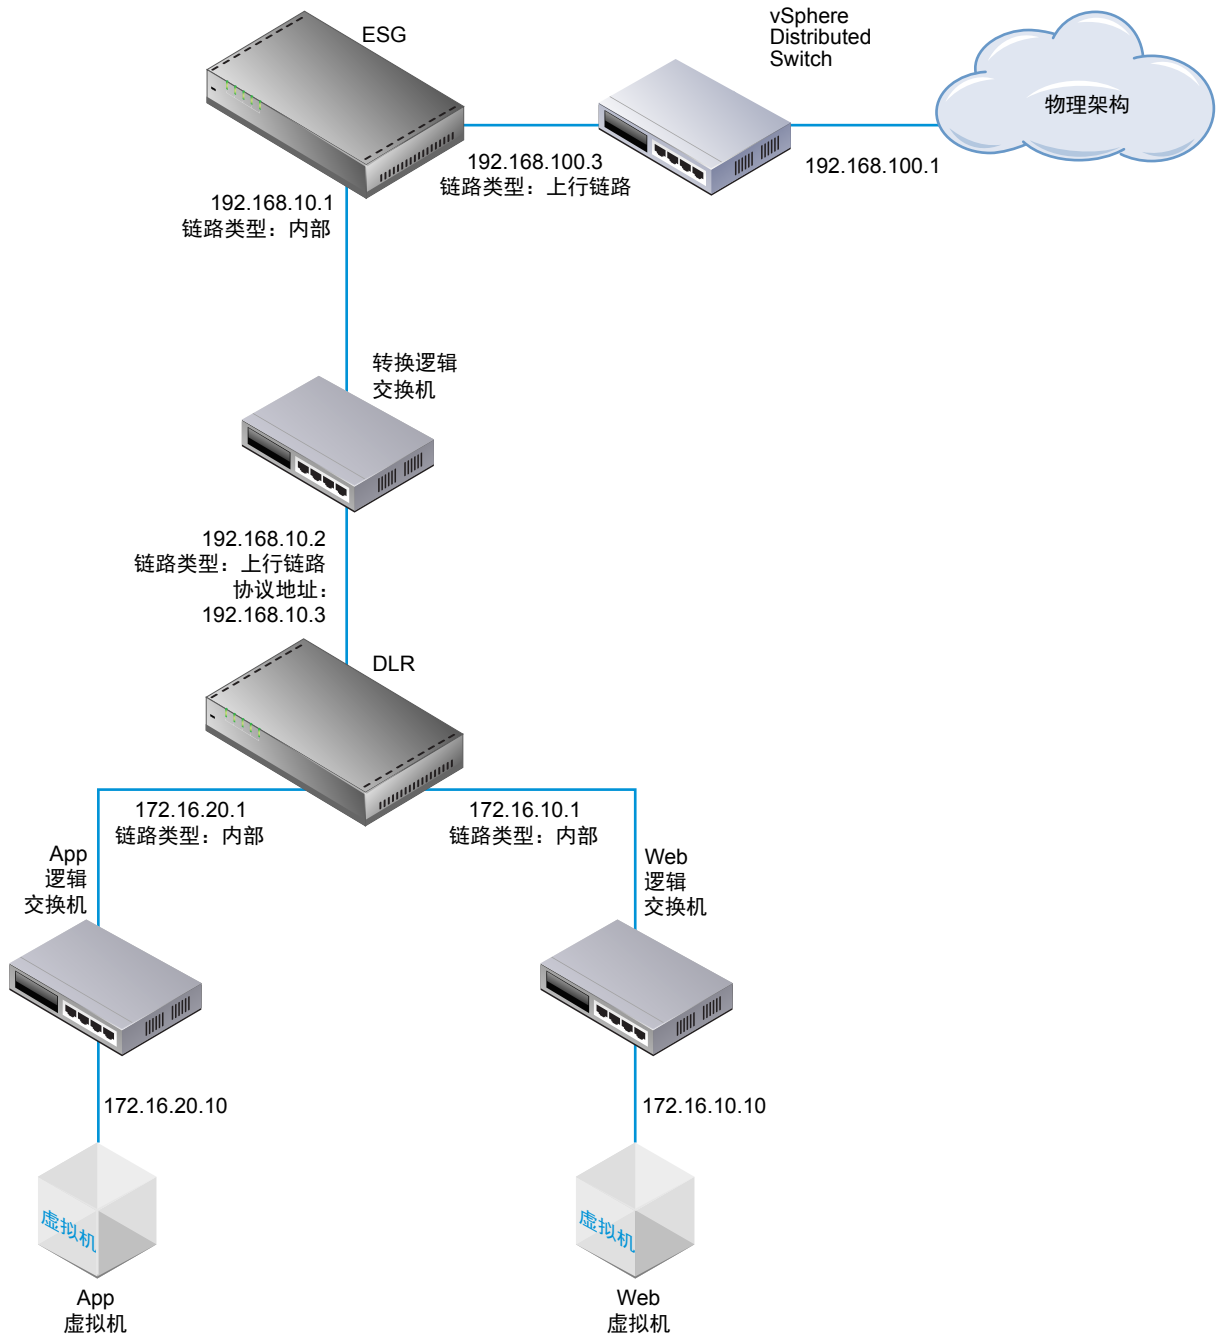 ESG
vSphere
Distributed
Switch
物理架构
192.168.100.3
链路类型：上行链路
192.168.100.1
192.168.10.1
链路类型：内部
转换逻辑
交换机
192.168.10.2
链路类型：上行链路
协议地址：
192.168.10.3
DLR
172.16.20.1
链路类型：内部
172.16.10.1
链路类型：内部
App
逻辑
交换机
Web
逻辑
交换机
172.16.20.10
172.16.10.10
虚拟机
虚拟机
App
虚拟机
Web
虚拟机